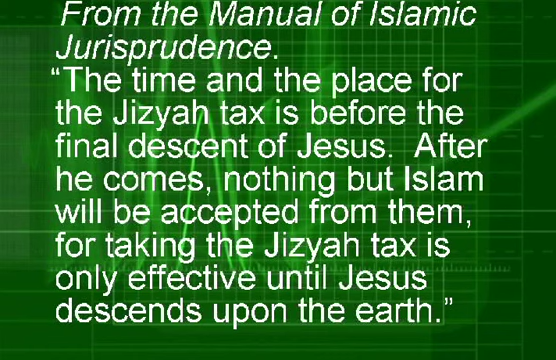 From the Manual of Islamic
Jurisprudence.
“The time and the place for
the Jizyah tax is before the
final descent of Jesus.  After
he comes, nothing but Islam
will be accepted from them,
for taking the Jizyah tax is
only effective until Jesus
descends upon the earth.”